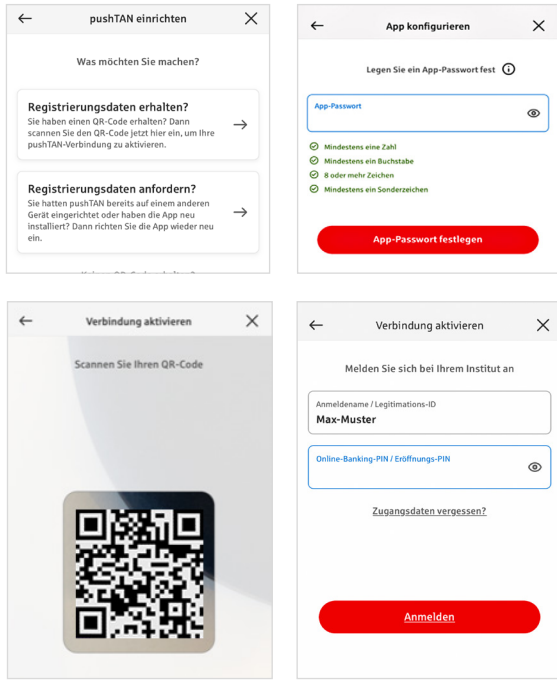 pushTAN einrichten
Was möchten Sie machen?
Registrierungsdaten erhalten?
Sie haben einen QR-Code erhalten? Dann
scannen Sie den QR-Code jetzt hier ein, um Ihre
pushTAN-Verbindung zu aktivieren.
Registrierungsdaten anfordern?
Sie hatten pushTAN bereits auf einem anderen
Gerät eingerichtet oder haben die App neu
installiert? Dann richten Sie die App wieder neu
ein.
App konfigurieren
Legen Sie ein App-Passwort fest
App-Passwort
Mindestens eine Zahl
Mindestens ein Buchstabe
8 oder mehr Zeichen
Mindestens ein Sonderzeichen
App-Passwort festlegen
Verbindung aktivieren
Scannen Sie Ihren QR-Code
Verbindung aktivieren
Melden Sie sich bei Ihrem Institut an
Anmeldename / Legitimations-ID
Max-Muster
Online-Banking-PIN / Eröffnungs-PIN
Zugangsdaten vergessen?
Anmelden